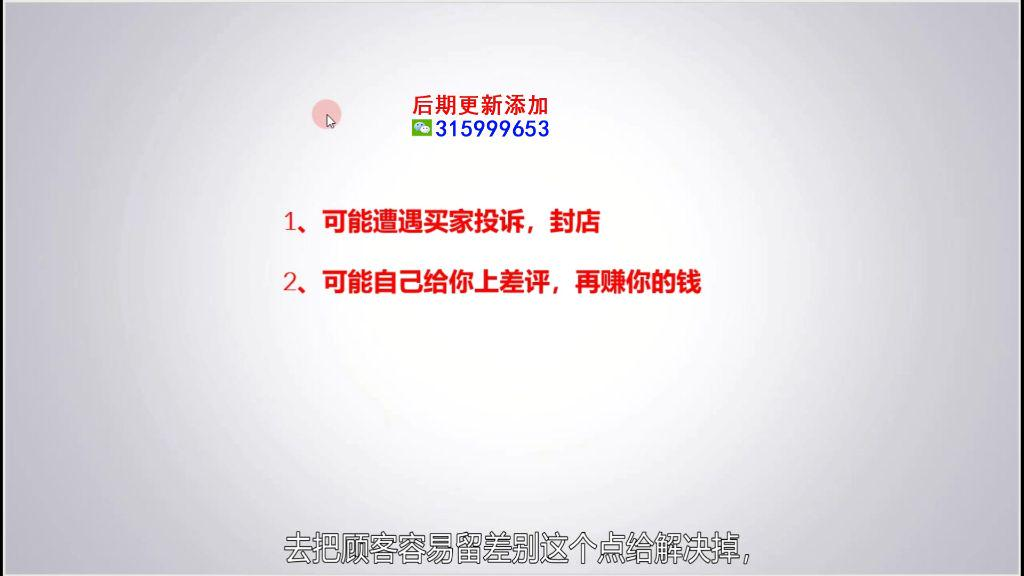 后期更新添加
315999653
1、可能遭遇买家投诉，封店
2、可能自己给你上差评，再赚你的钱
去把顾客容易留差别这个点给解决掉，